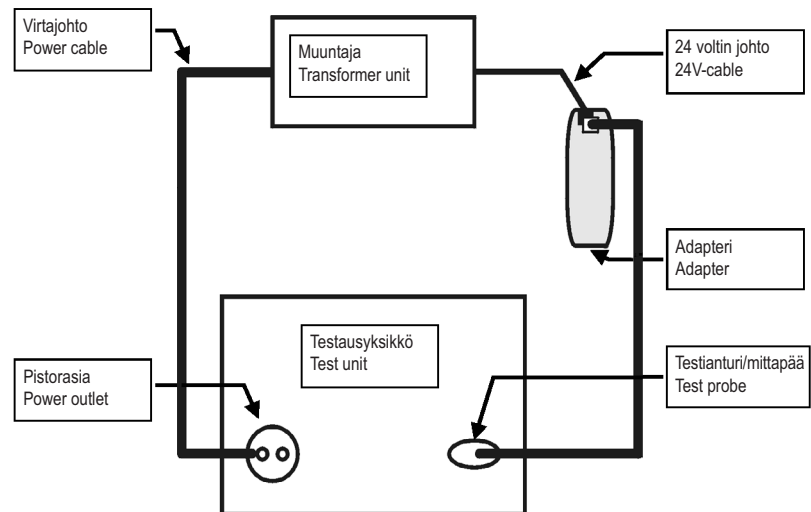 Virtajohto
Power cable
Muuntaja
Transformer unit
24 voltin johto
24V-cable
Adapteri
Adapter
Testausyksikkö
Test unit
Pistorasia
Power outlet
Testianturi/mittapää
Test probe